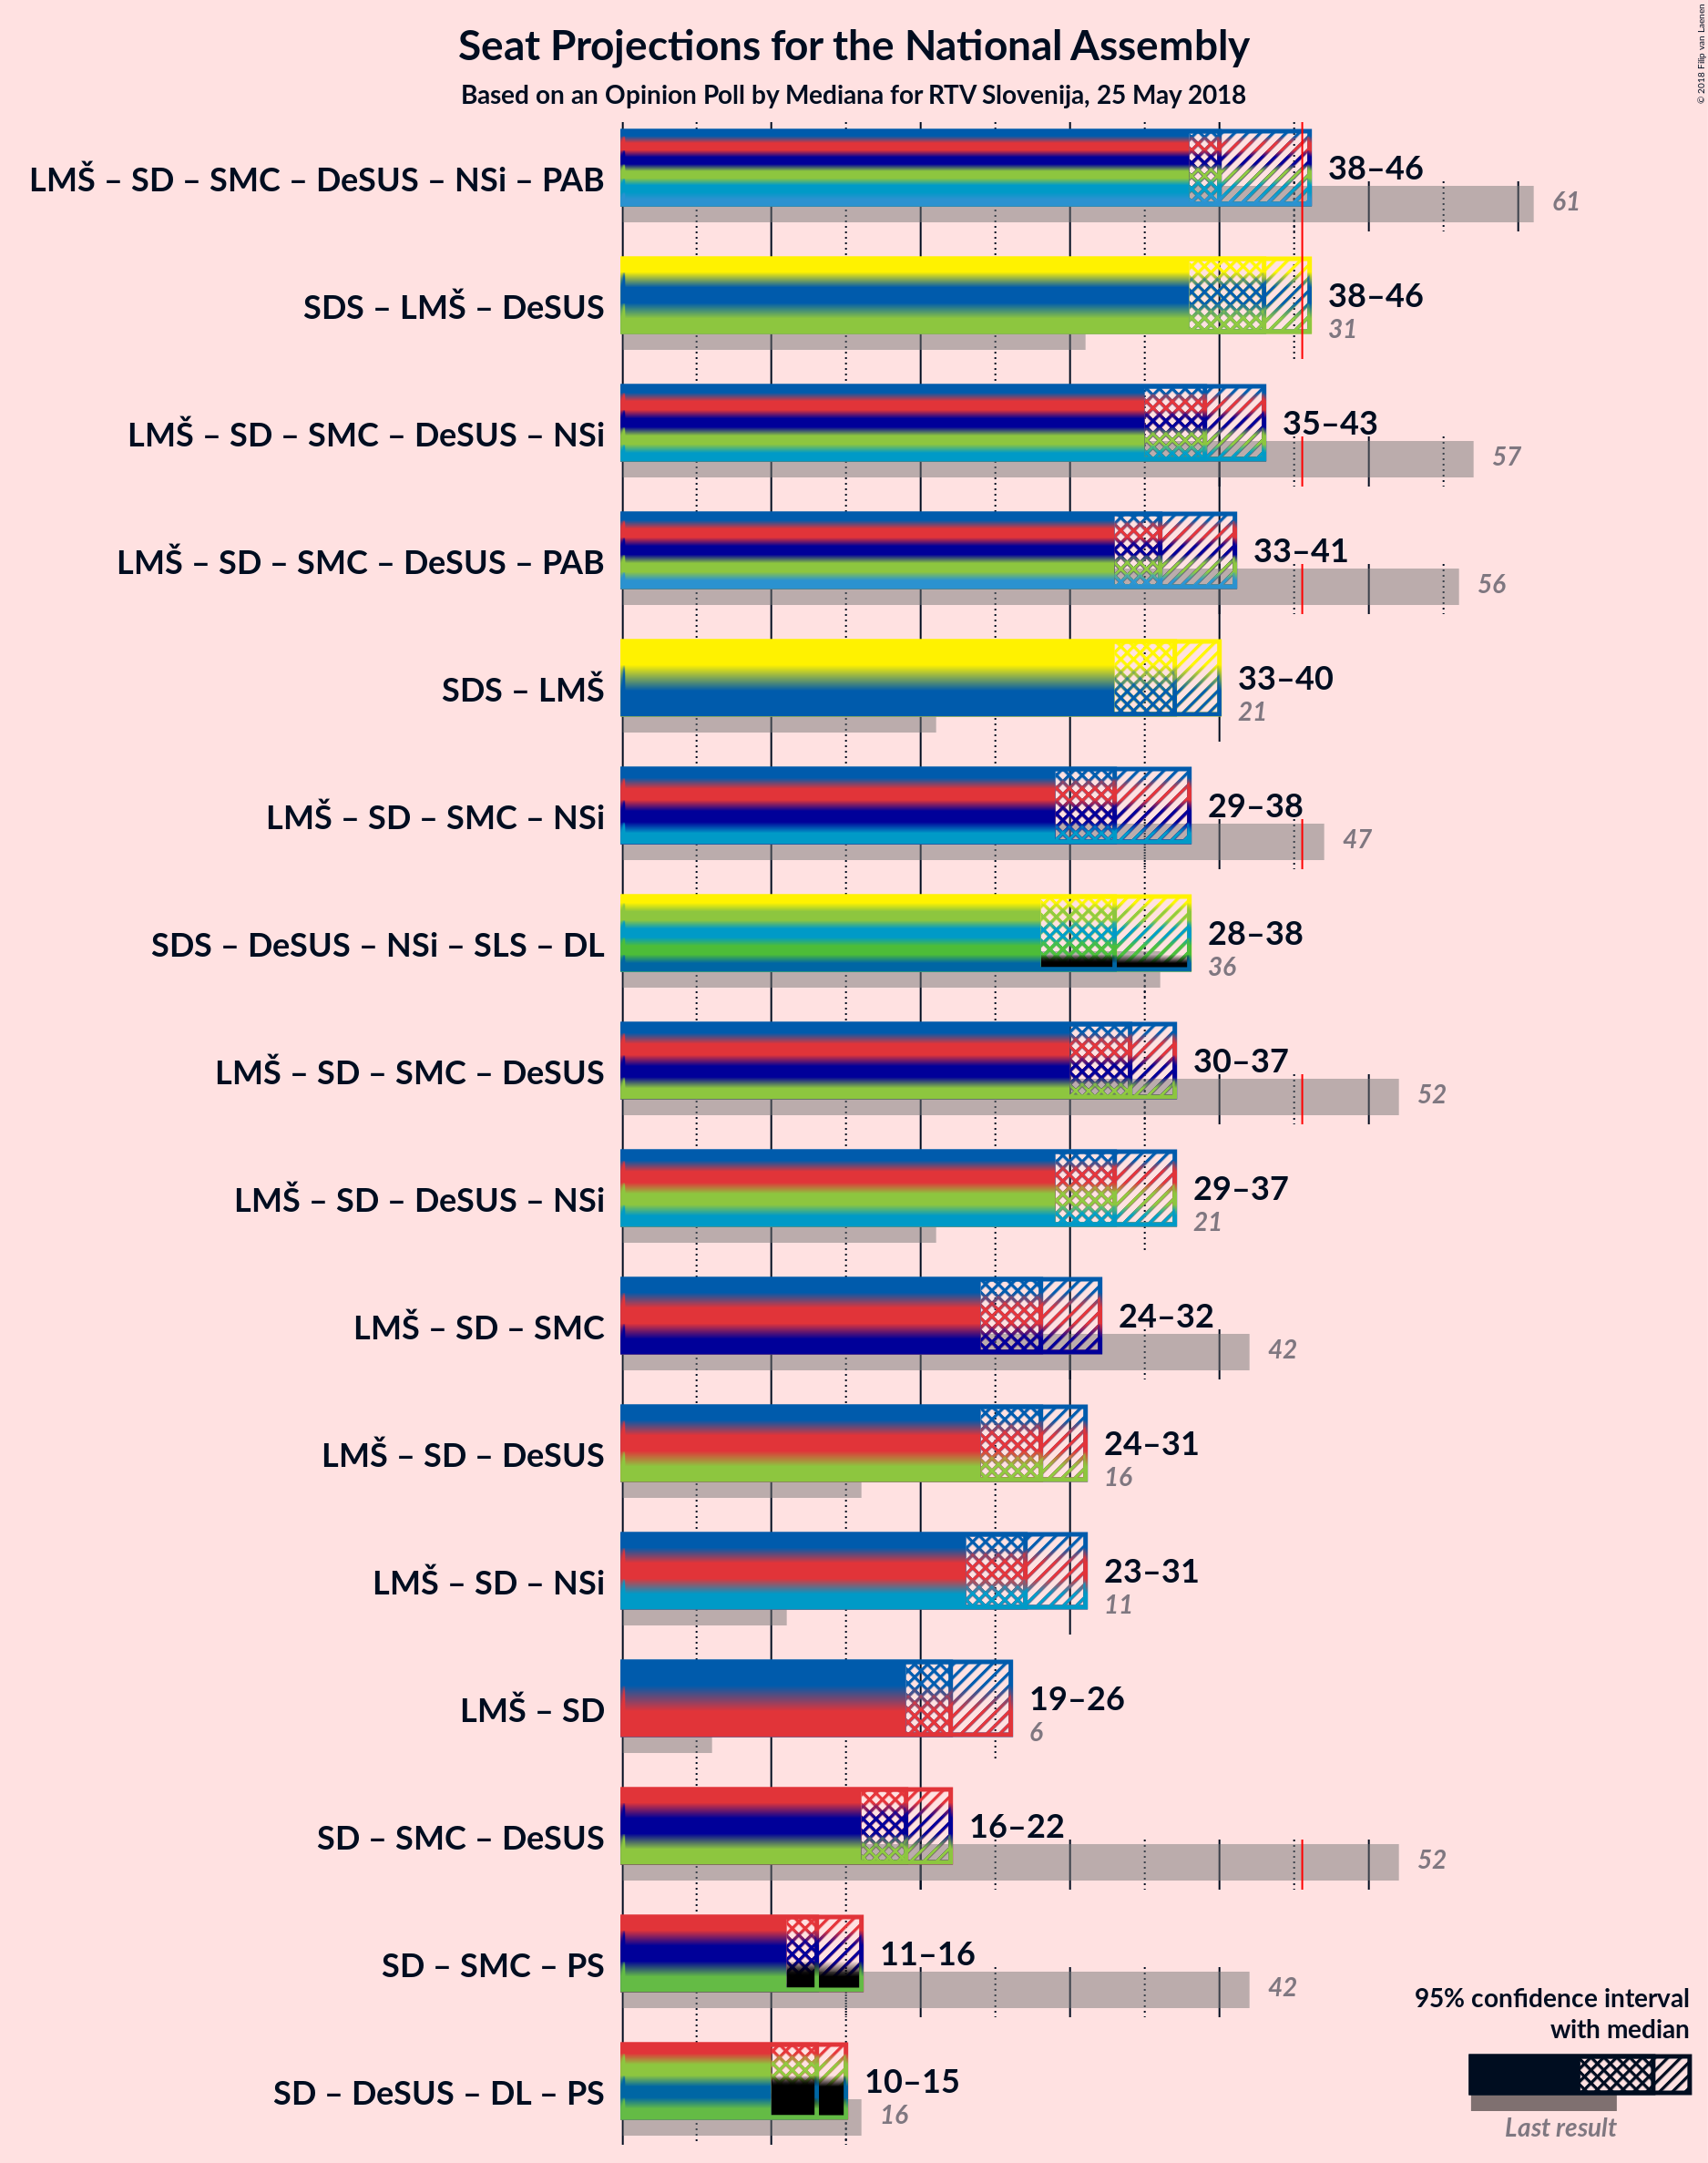 Seat Projections for the National Assembly
Based on an Opinion Poll by Mediana for RTV Slovenija, 25 May 2018
© 2018 Filip van Laenen
LMŠ – SD – SMC – DeSUS – NSi – PAB
38–46
61
SDS – LMŠ – DeSUS
38–46
31
LMŠ – SD – SMC – DeSUS – NSi
35–43
57
LMŠ – SD – SMC – DeSUS – PAB
33–41
56
SDS – LMŠ
33–40
21
LMŠ – SD – SMC – NSi
29–38
47
SDS – DeSUS – NSi – SLS – DL
28–38
36
LMŠ – SD – SMC – DeSUS
30–37
52
LMŠ – SD – DeSUS – NSi
29–37
21
LMŠ – SD – SMC
24–32
42
LMŠ – SD – DeSUS
24–31
16
LMŠ – SD – NSi
23–31
11
LMŠ – SD
19–26
6
SD – SMC – DeSUS
16–22
52
SD – SMC – PS
11–16
42
SD – DeSUS – DL – PS
10–15
16
95% confidence interval
with median
Last result